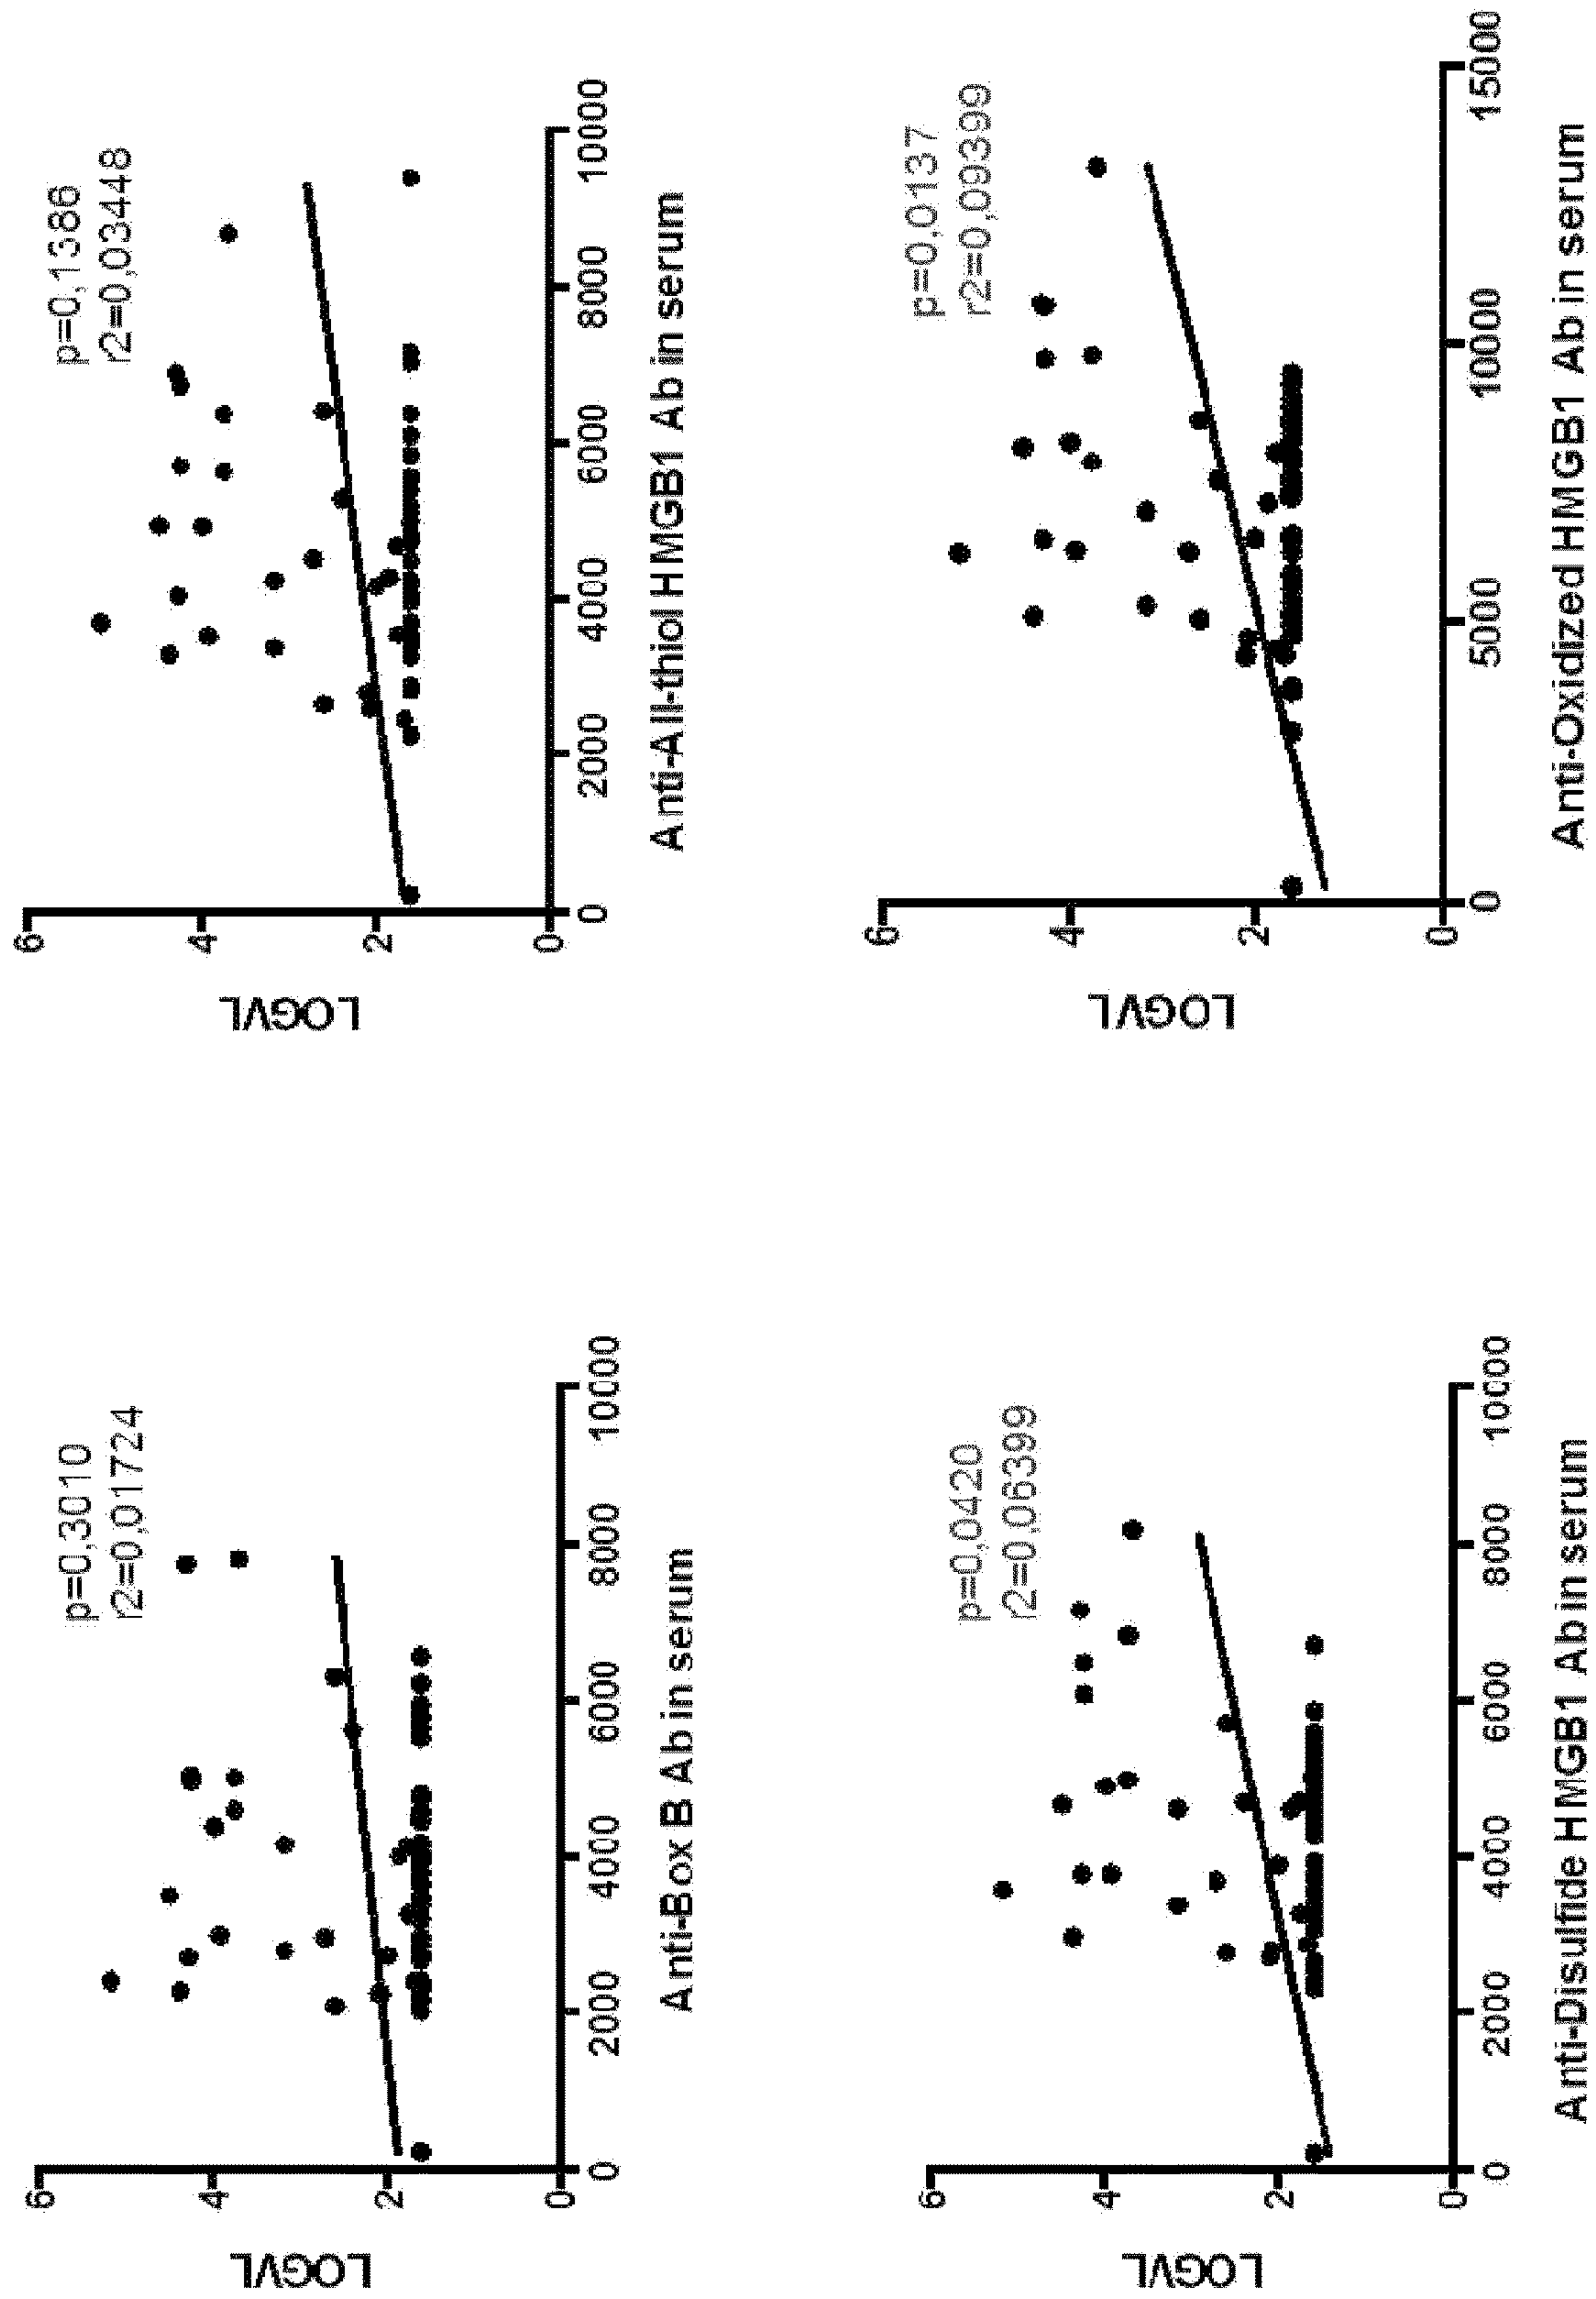 LOGVL
6
4
2
0
p=0,3010
r2=0,01724
0 2000 4000 6000 8000 10000
Anti-Box B Ab in serum
LOGVL
6
4
2
0
p=0,1386
r2=0,03448
0 2000 4000 6000 8000 10000
Anti-All-thiol HMGB1 Ab in serum
LOGVL
6
4
2
0
p=0,0420
r2=0,06399
0 2000 4000 6000 8000 10000
Anti-Disulfide HMGB1 Ab in serum
LOGVL
6
4
2
0
p=0,0137
r2=0,09399
0 5000 10000 15000
Anti-Oxidized HMGB1 Ab in serum